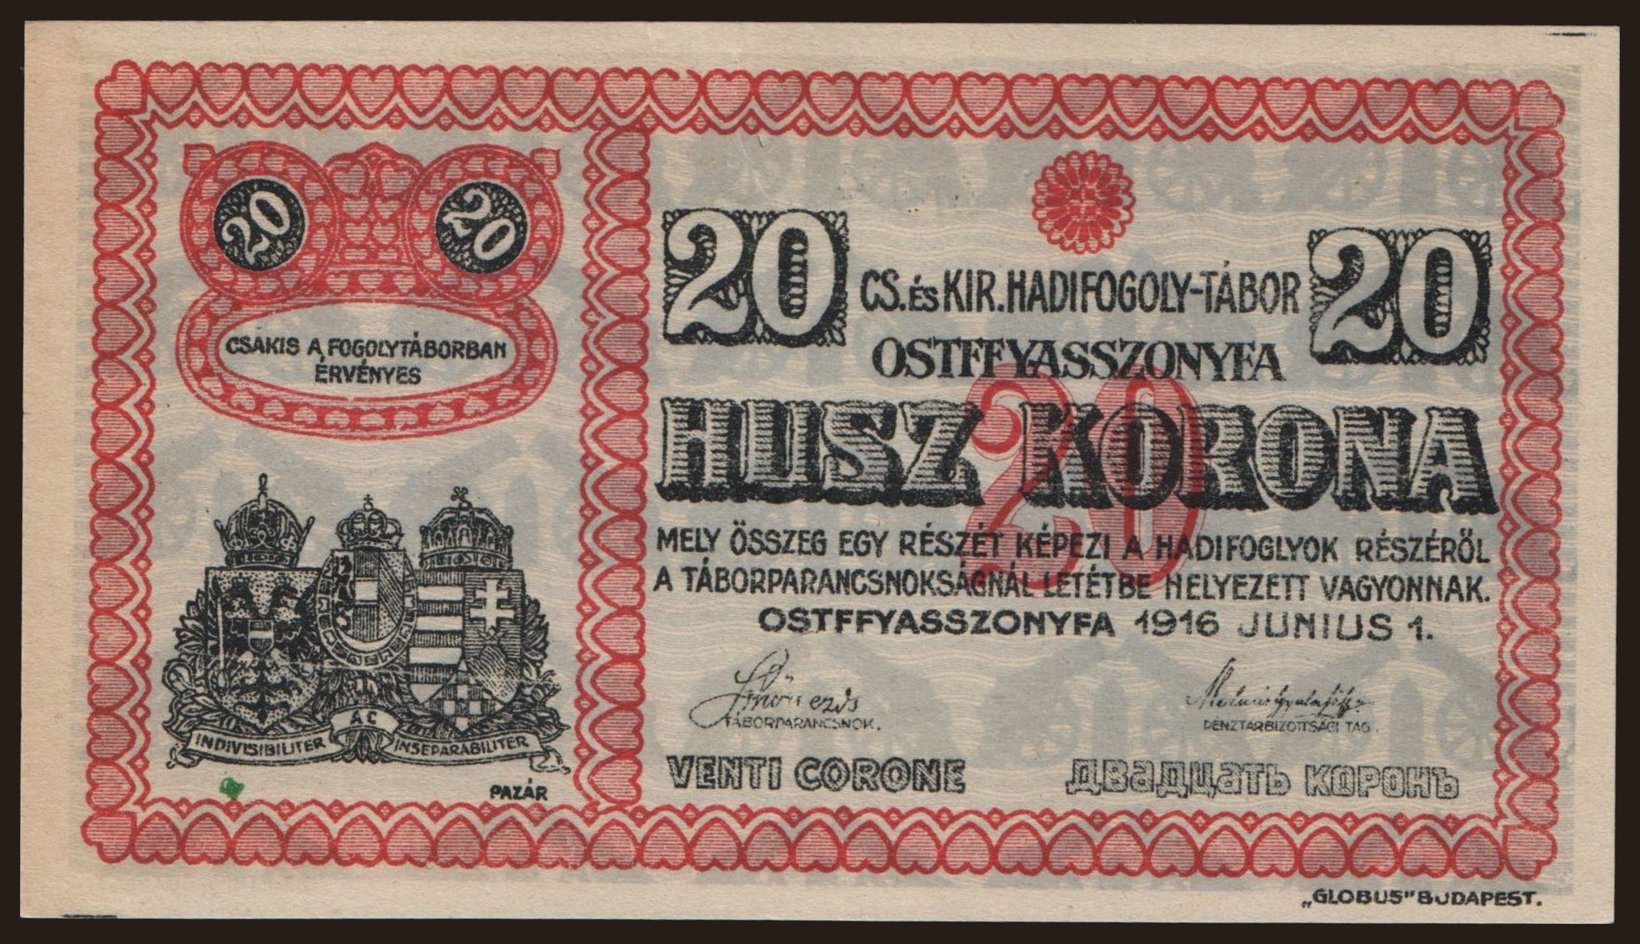 20 20
CSAKIS A FOGOLYTÁBORBAN
ÉRVÉNYES
INDIVISIBILITER AC INSEPARABILITER
PAZÁR
20 20
CS. és KIR. HADIFOGOLY-TÁBOR
OSTFFYASSZONYFA
HUSZ KORONA
20
MELY ÖSSZEG EGY RÉSZÉT KÉPEZI A HADIFOGLYOK RÉSZÉRŐL
A TÁBORPARANCSNOKSÁGNÁL LETÉTBE HELYEZETT VAGYONNAK.
OSTFFYASSZONYFA 1916 JUNIUS 1.
TÁBORPARANCSNOK.
PÉNZTÁRBIZOTTSÁGI TAG.
VENTI CORONE
двадцать коронъ
„GLOBUS" BUDAPEST.